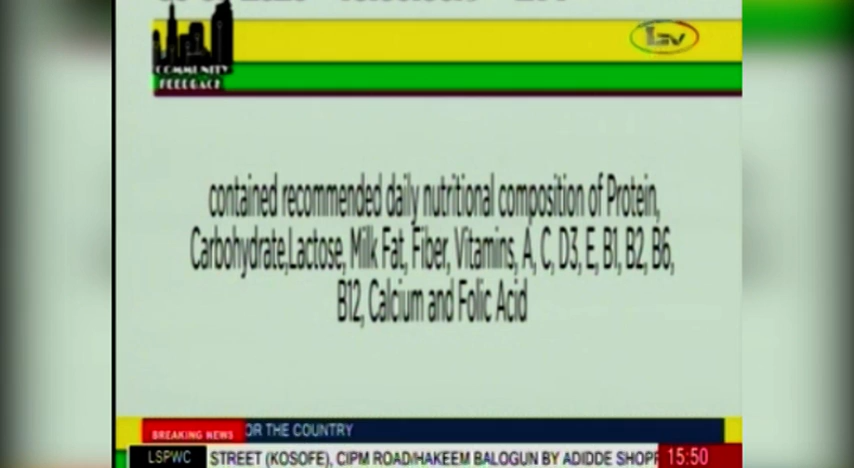 COMMUNITY
FEEDBACK
contained recommended daily nutritional composition of Protein,
Carbohydrate,Lactose, Milk Fat, Fiber, Vitamins, A, C, D3, E, B1, B2, B6,
B12, Calcium and Folic Acid
BREAKING NEWS OR THE COUNTRY
LSPWC STREET (KOSOFE), CIPM ROAD/HAKEEM BALOGUN BY ADIDDE SHOPP 15:50